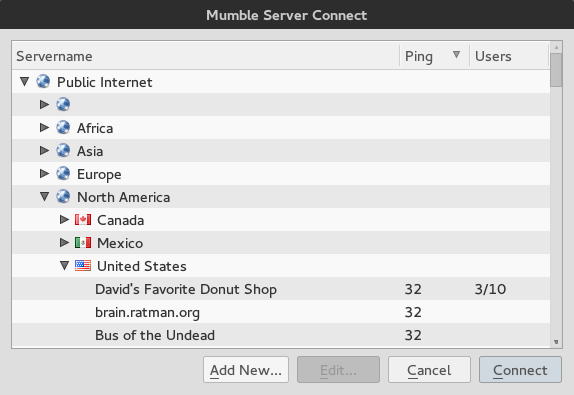 Mumble Server Connect
Servername Ping Users
Public Internet
Africa
Asia
Europe
North America
Canada
Mexico
United States
David's Favorite Donut Shop 32 3/10
brain.ratman.org 32
Bus of the Undead 32
Add New... Edit... Cancel Connect